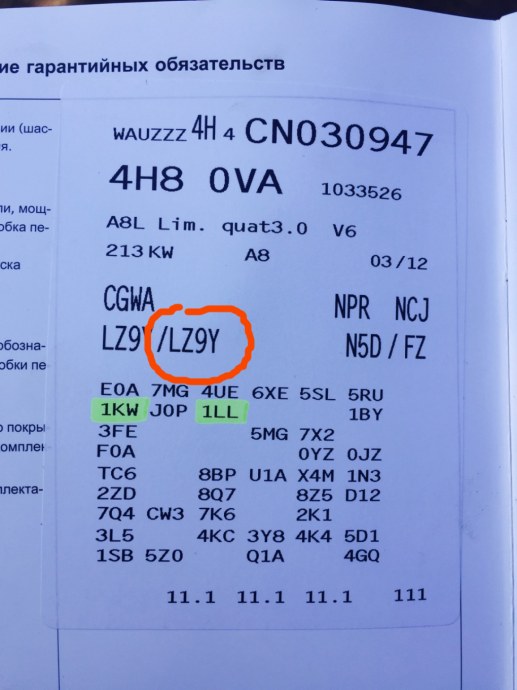 ие гарантийных обязательств
ии (шас-
я.
ли, мощ-
обка пе-
ска
обозна-
обки пе-
о покры
комплек
плекта-
WAUZZZ 4H 4 CN030947
4H8 0VA 1033526
A8L Lim. quat3.0 V6
213 KW A8 03/12
CGWA NPR NCJ
LZ9Y/LZ9Y N5D / FZ
E0A 7MG 4UE 6XE 5SL 5RU
1KW J0P 1LL 1BY
3FE 5MG 7X2
F0A 0YZ 0JZ
TC6 8BP U1A X4M 1N3
2ZD 8Q7 8Z5 D12
7Q4 CW3 7K6 2K1
3L5 4KC 3Y8 4K4 5D1
1SB 5Z0 Q1A 4GQ
11.1 11.1 11.1 111